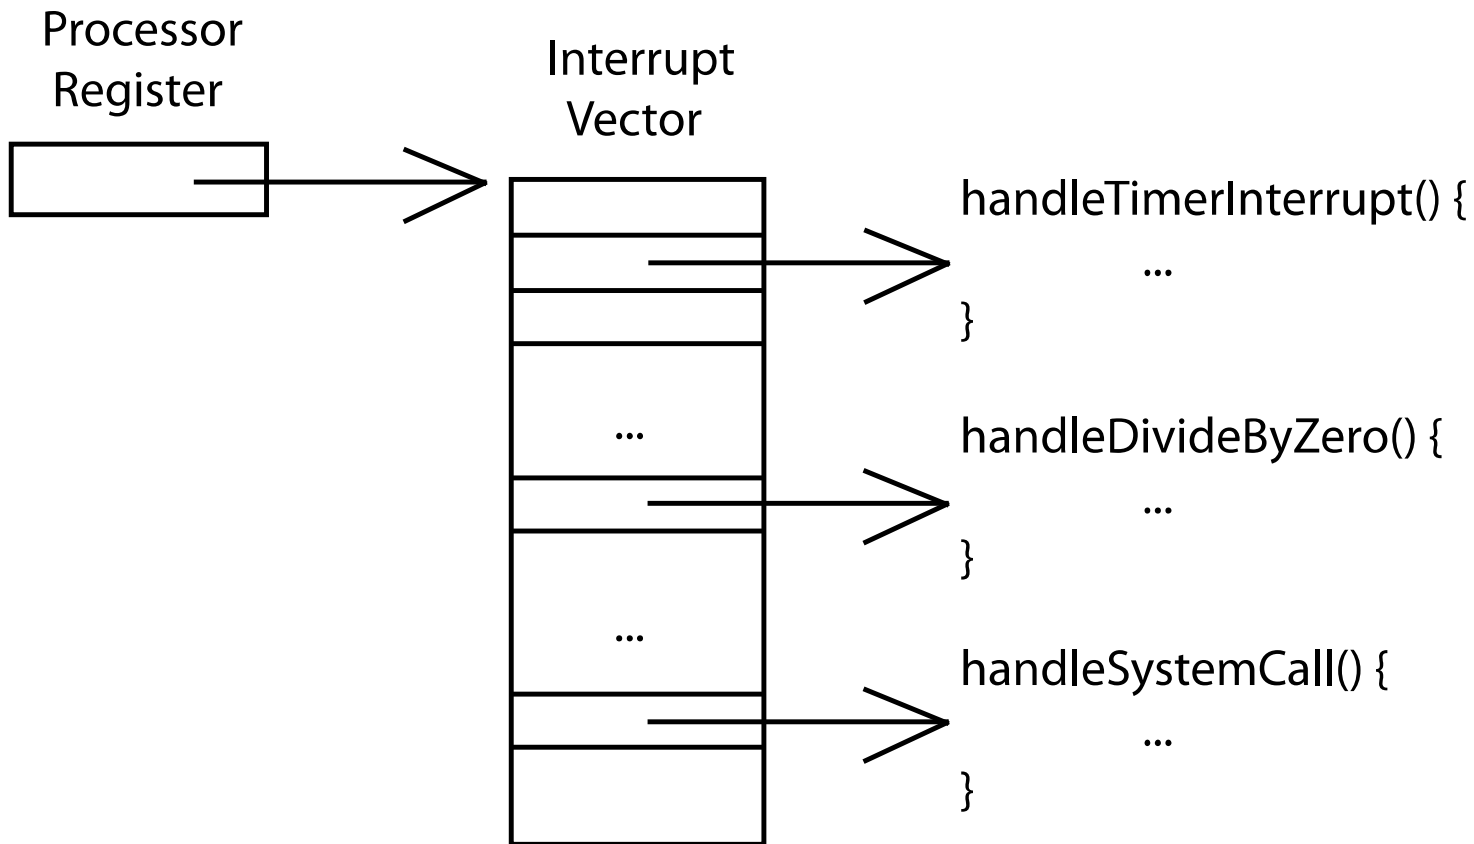 Processor
Register
Interrupt
Vector
handleTimerInterrupt() {
...
}
...
handleDivideByZero() {
...
}
...
handleSystemCall() {
...
}